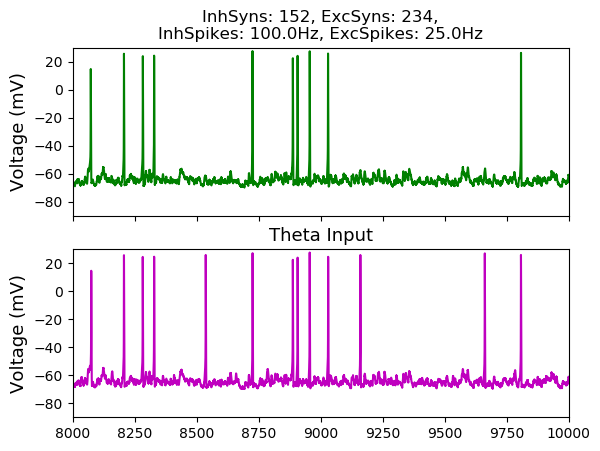 InhSyns: 152, ExcSyns: 234,
InhSpikes: 100.0Hz, ExcSpikes: 25.0Hz
Voltage (mV)
20
0
−20
−40
−60
−80
Theta Input
Voltage (mV)
20
0
−20
−40
−60
−80
8000 8250 8500 8750 9000 9250 9500 9750 10000